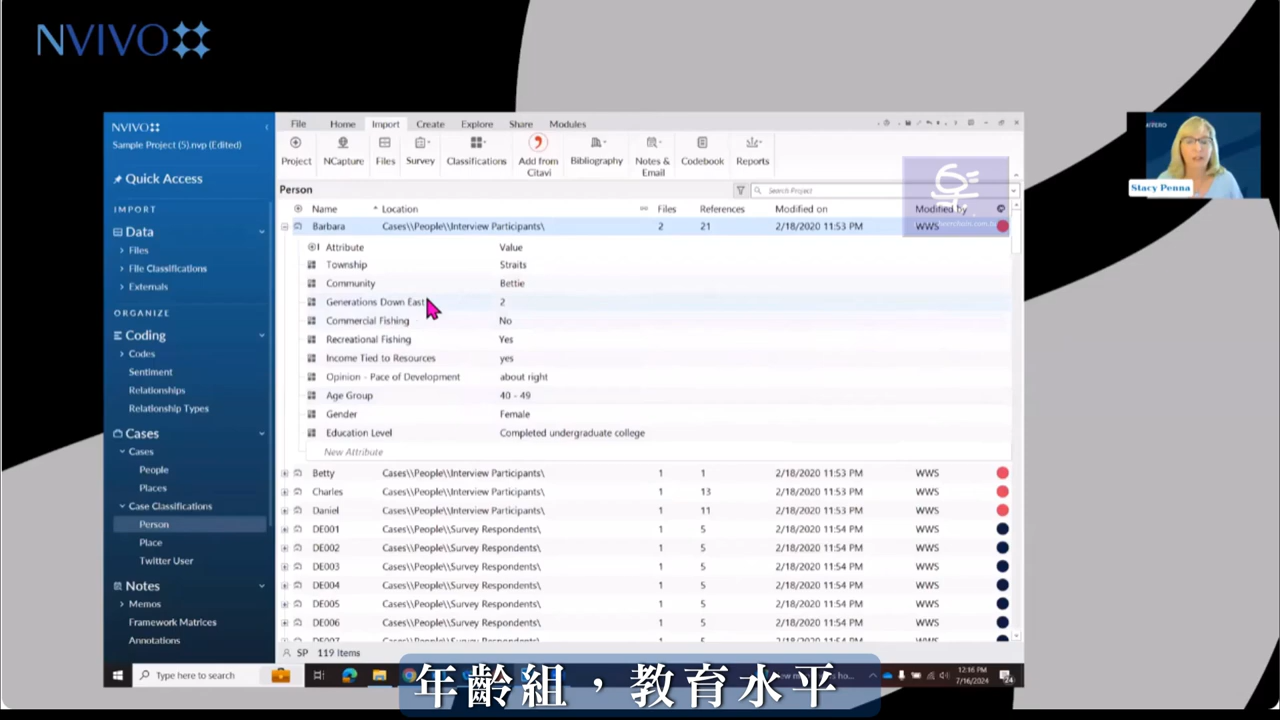 NVIVO
NVIVO
Sample Project (5).nvp (Edited)
Quick Access
IMPORT
Data
Files
File Classifications
Externals
ORGANIZE
Coding
Codes
Sentiment
Relationships
Relationship Types
Cases
Cases
People
Places
Case Classifications
Person
Place
Twitter User
Notes
Memos
Framework Matrices
Annotations
File Home Import Create Explore Share Modules
Project NCapture Files Survey Classifications Add from Citavi Bibliography Notes & Email Codebook Reports
Person Search Project
Name Location Files References Modified on Modified by
Barbara Cases\\People\\Interview Participants\ 2 21 2/18/2020 11:53 PM WWS
Attribute Value
Township Straits
Community Bettie
Generations Down East 2
Commercial Fishing No
Recreational Fishing Yes
Income Tied to Resources yes
Opinion - Pace of Development about right
Age Group 40 - 49
Gender Female
Education Level Completed undergraduate college
New Attribute
Betty Cases\\People\\Interview Participants\ 1 1 2/18/2020 11:53 PM WWS
Charles Cases\\People\\Interview Participants\ 1 13 2/18/2020 11:53 PM WWS
Daniel Cases\\People\\Interview Participants\ 1 11 2/18/2020 11:53 PM WWS
DE001 Cases\\People\\Survey Respondents\ 1 5 2/18/2020 11:54 PM WWS
DE002 Cases\\People\\Survey Respondents\ 1 5 2/18/2020 11:54 PM WWS
DE003 Cases\\People\\Survey Respondents\ 1 5 2/18/2020 11:54 PM WWS
DE004 Cases\\People\\Survey Respondents\ 1 5 2/18/2020 11:54 PM WWS
DE005 Cases\\People\\Survey Respondents\ 1 5 2/18/2020 11:54 PM WWS
DE006 Cases\\People\\Survey Respondents\ 1 5 2/18/2020 11:54 PM WWS
DE007 Cases\\People\\Survey Respondents\ 1 5 2/18/2020 11:54 PM WWS
SP 119 Items
Type here to search
12:16 PM
7/16/2024
Stacy Penna
年齡組，教育水平